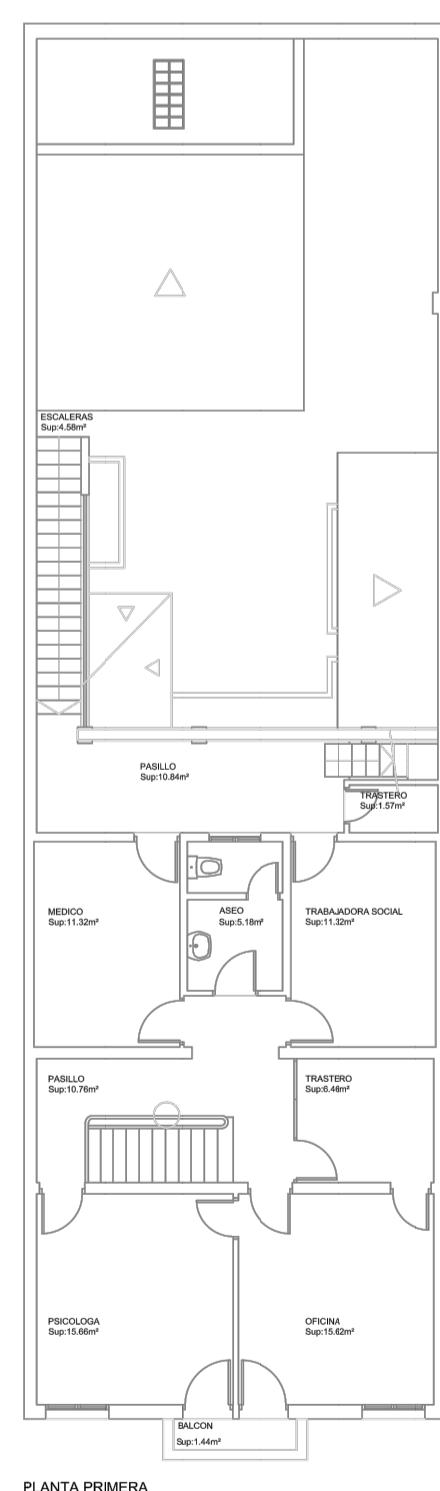 ESCALERAS
Sup:4.58m²
PASILLO
Sup:10.84m²
TRASTERO
Sup:1.57m²
MEDICO
Sup:11.32m²
ASEO
Sup:5.18m²
TRABAJADORA SOCIAL
Sup:11.32m²
PASILLO
Sup:10.76m²
TRASTERO
Sup:6.46m²
PSICOLOGA
Sup:15.66m²
OFICINA
Sup:15.62m²
BALCON
Sup:1.44m²
PLANTA PRIMERA